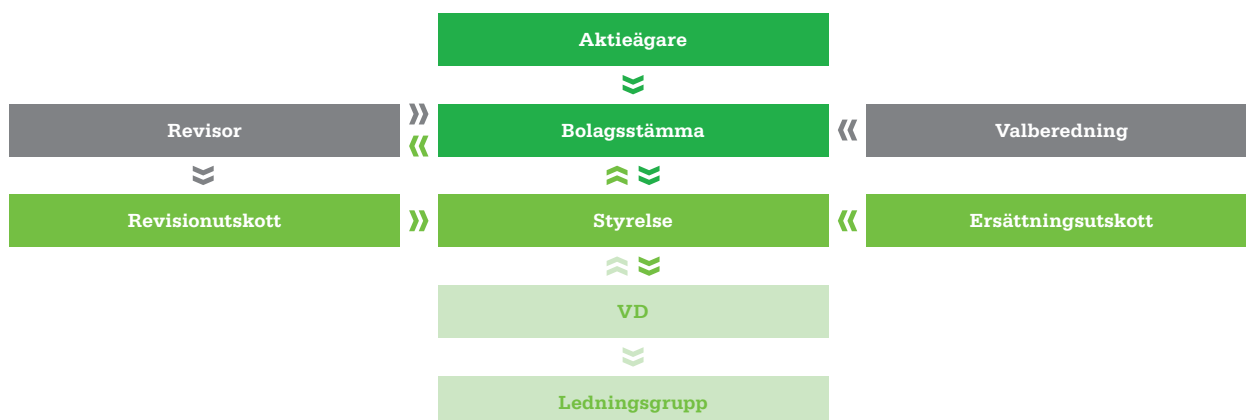 Aktieägare
Revisor
Bolagsstämma
Valberedning
Revisionutskott
Styrelse
Ersättningsutskott
VD
Ledningsgrupp